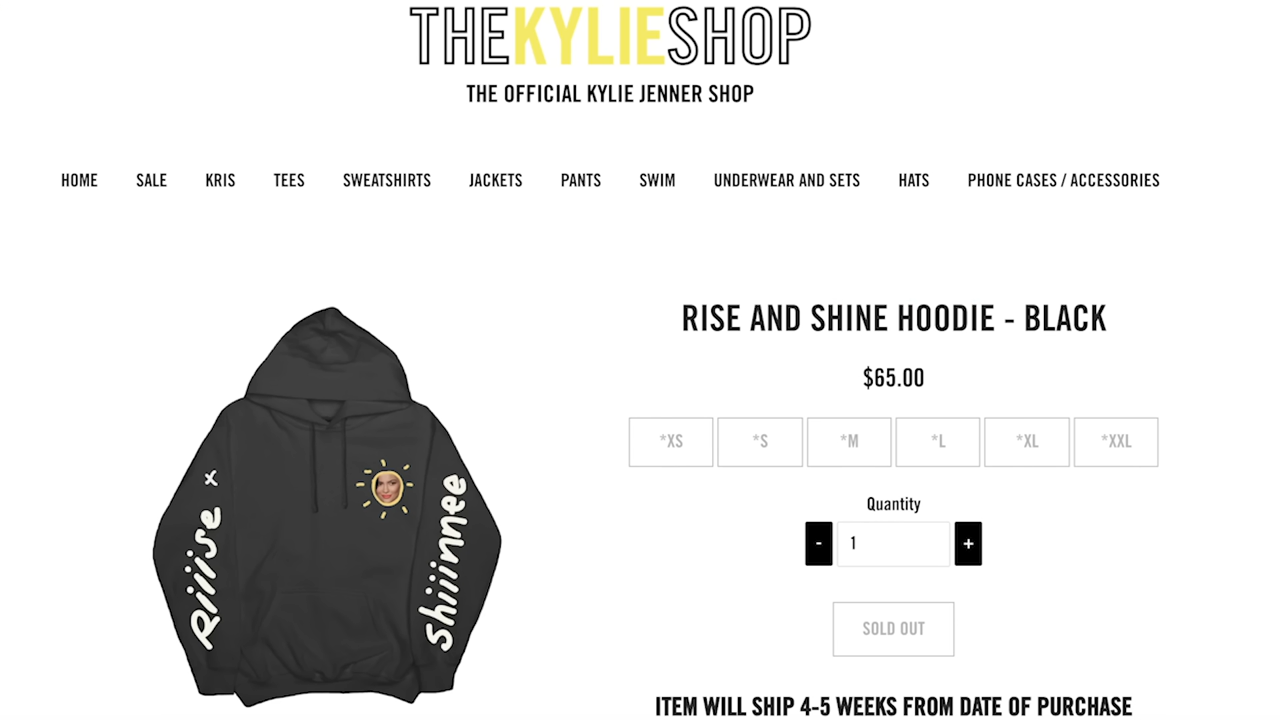 THEKYLIESHOP
THE OFFICIAL KYLIE JENNER SHOP
HOME SALE KRIS TEES SWEATSHIRTS JACKETS PANTS SWIM UNDERWEAR AND SETS HATS PHONE CASES / ACCESSORIES
RISE AND SHINE HOODIE - BLACK
$65.00
*XS *S *M *L *XL *XXL
Quantity
- 1 +
SOLD OUT
ITEM WILL SHIP 4-5 WEEKS FROM DATE OF PURCHASE
Riiise x
shiiinnee